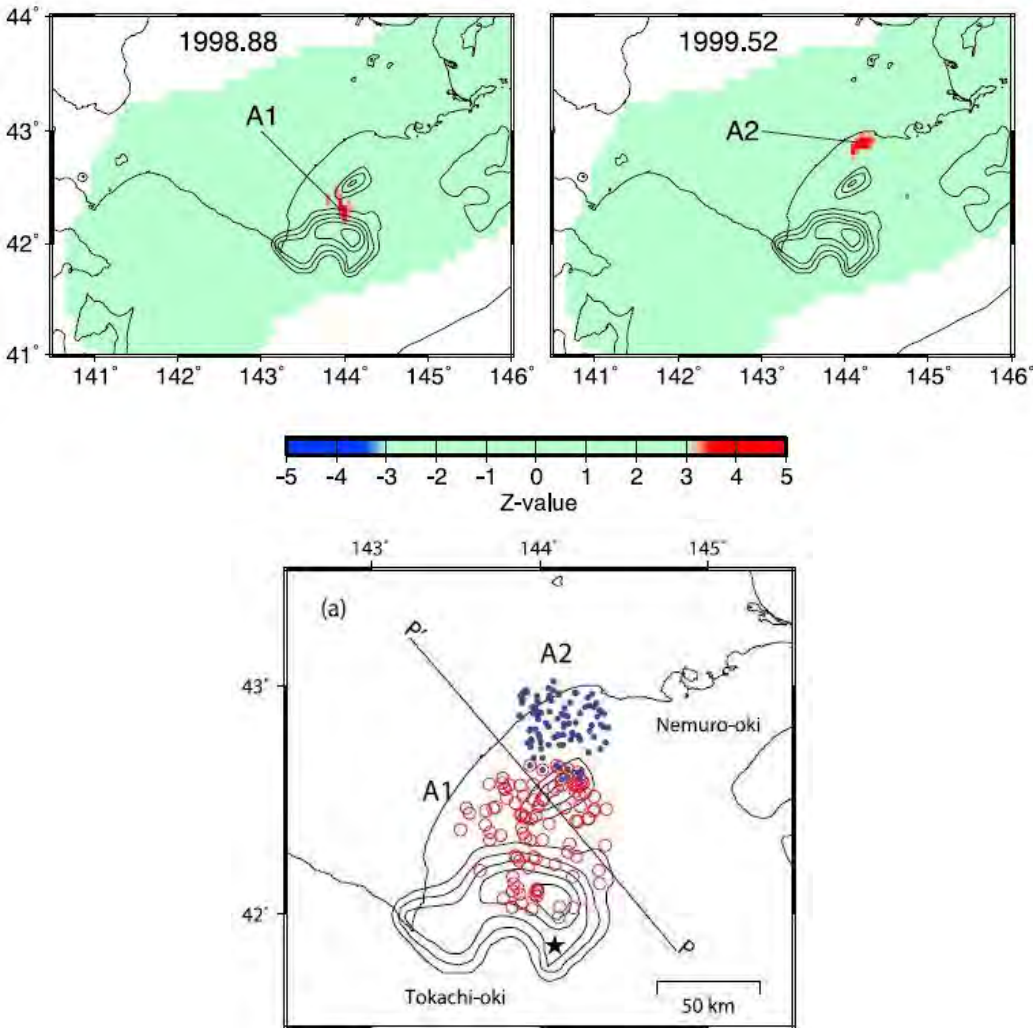 44˚
43˚
42˚
41˚
1998.88
A1
1999.52
A2
141˚ 142˚ 143˚ 144˚ 145˚ 146˚
141˚ 142˚ 143˚ 144˚ 145˚ 146˚
-5 -4 -3 -2 -1 0 1 2 3 4 5
Z-value
143˚ 144˚ 145˚
(a)
P'
A2
43˚
Nemuro-oki
A1
42˚
P
Tokachi-oki
50 km